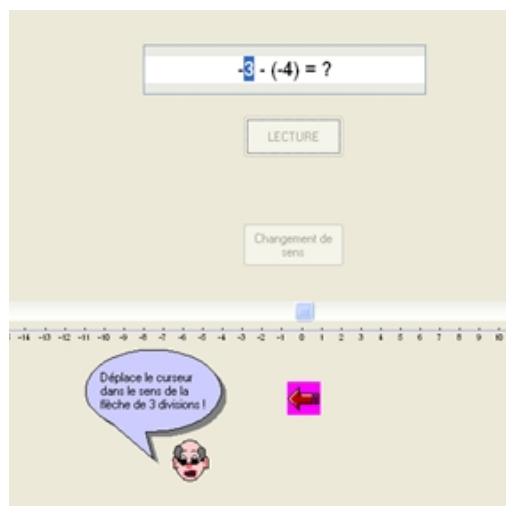 -3 - (-4) = ?
LECTURE
Changement de
sens
-14 -13 -12 -11 -10 -9 -8 -7 -6 -5 -4 -3 -2 -1 0 1 2 3 4 5 6 7 8 9 10
Déplace le curseur
dans le sens de la
flèche de 3 divisions !